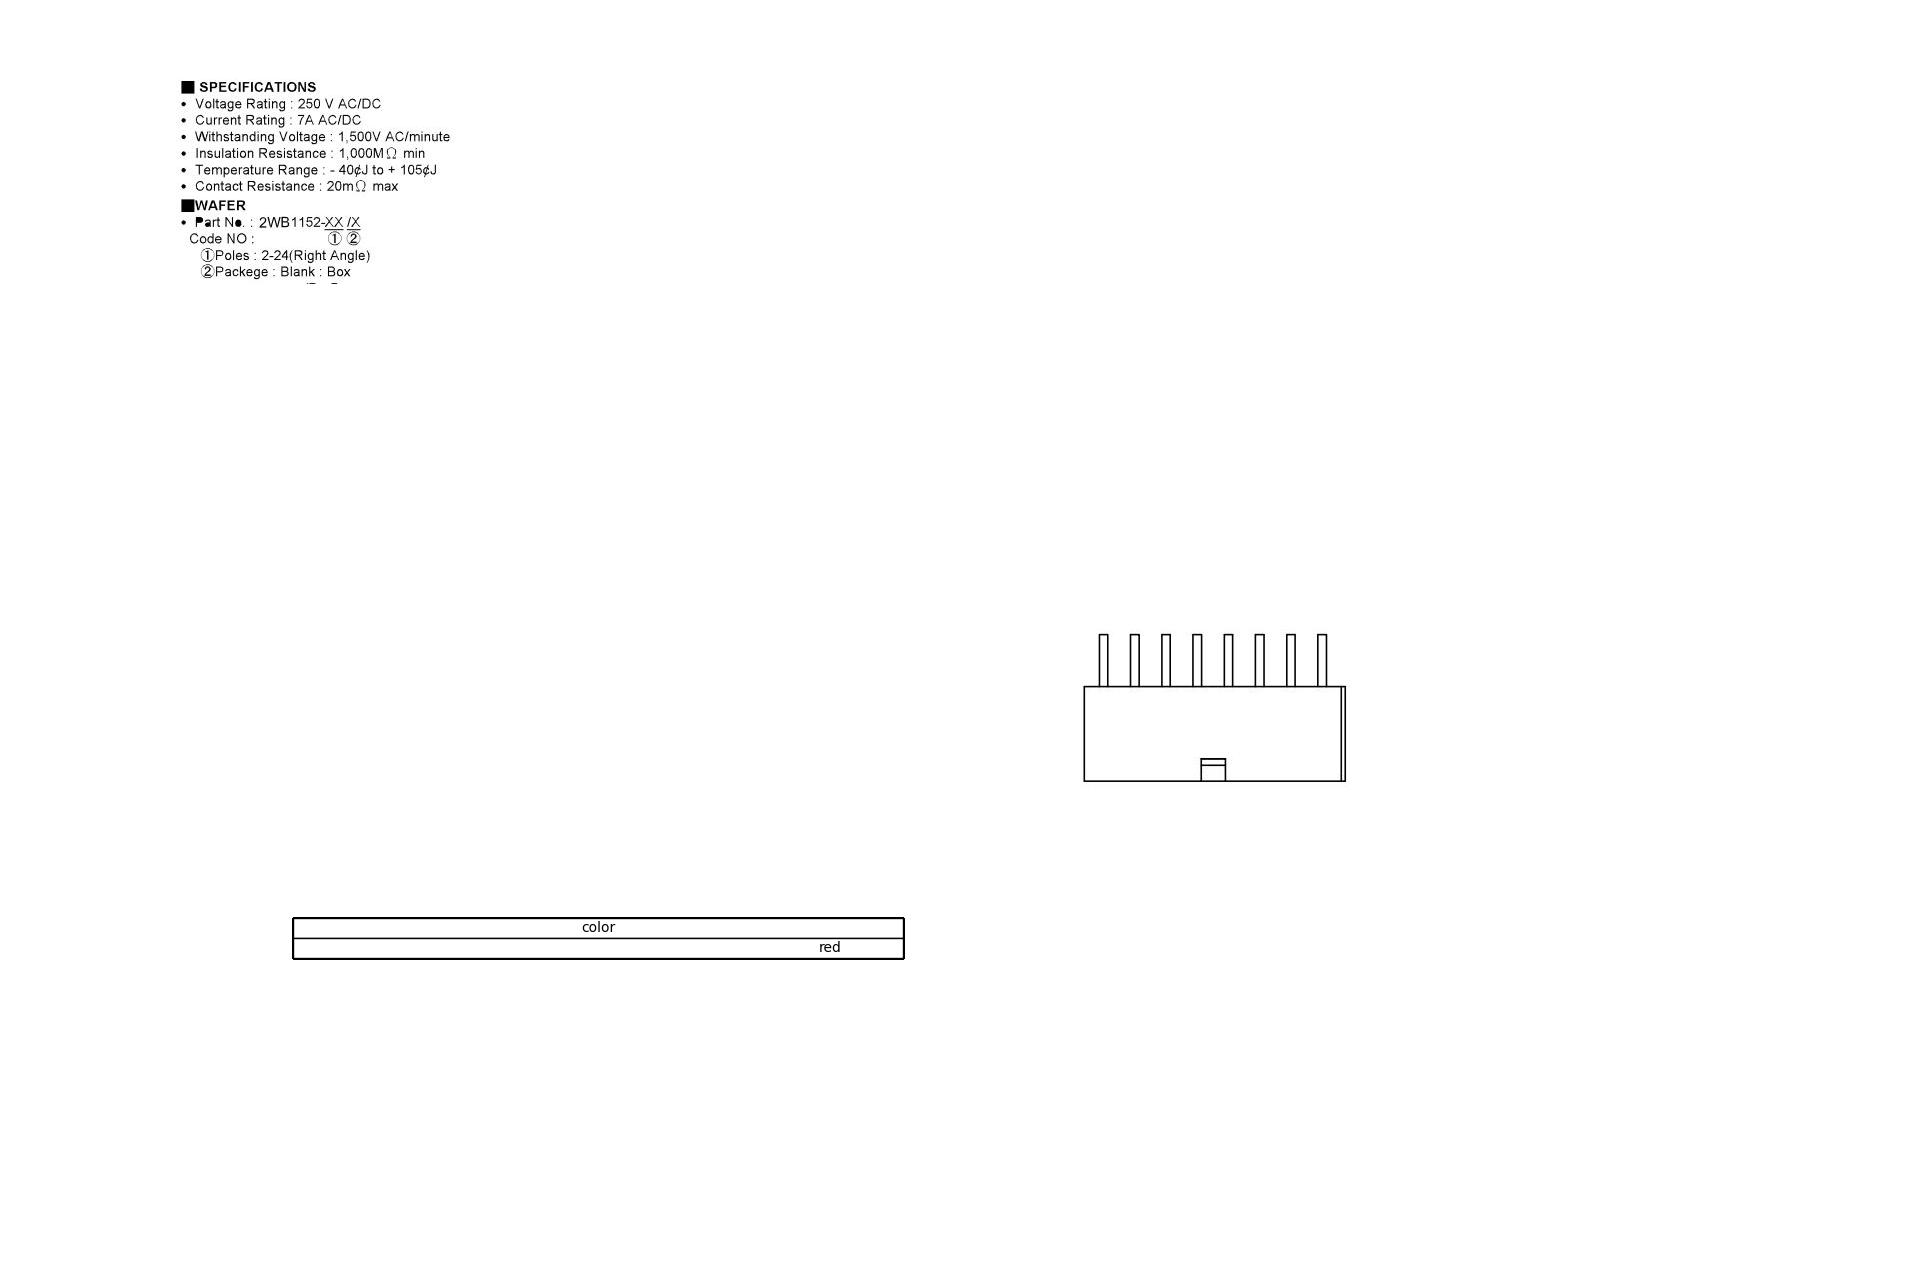 ■ SPECIFICATIONS
• Voltage Rating : 250 V AC/DC
• Current Rating : 7A AC/DC
• Withstanding Voltage : 1,500V AC/minute
• Insulation Resistance : 1,000MΩ min
• Temperature Range : - 40¢J to + 105¢J
• Contact Resistance : 20mΩ max
■WAFER
• Part No. : 2WB1152-XX /X
Code NO : ① ②
①Poles : 2-24(Right Angle)
②Packege : Blank : Box
color
red